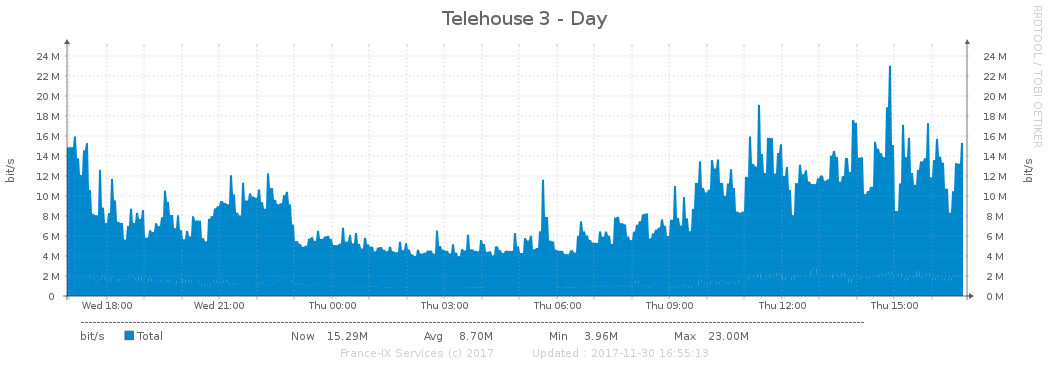 Telehouse 3 - Day
RRDTOOL / TOBI OETIKER
bit/s
24 M 24 M
22 M 22 M
20 M 20 M
18 M 18 M
16 M 16 M
14 M 14 M
12 M 12 M
10 M 10 M
8 M 8 M
6 M 6 M
4 M 4 M
2 M 2 M
0 0 M
bit/s
Wed 18:00 Wed 21:00 Thu 00:00 Thu 03:00 Thu 06:00 Thu 09:00 Thu 12:00 Thu 15:00
bit/s Total Now 15.29M Avg 8.70M Min 3.96M Max 23.00M
France-IX Services (c) 2017 Updated : 2017-11-30 16:55:13